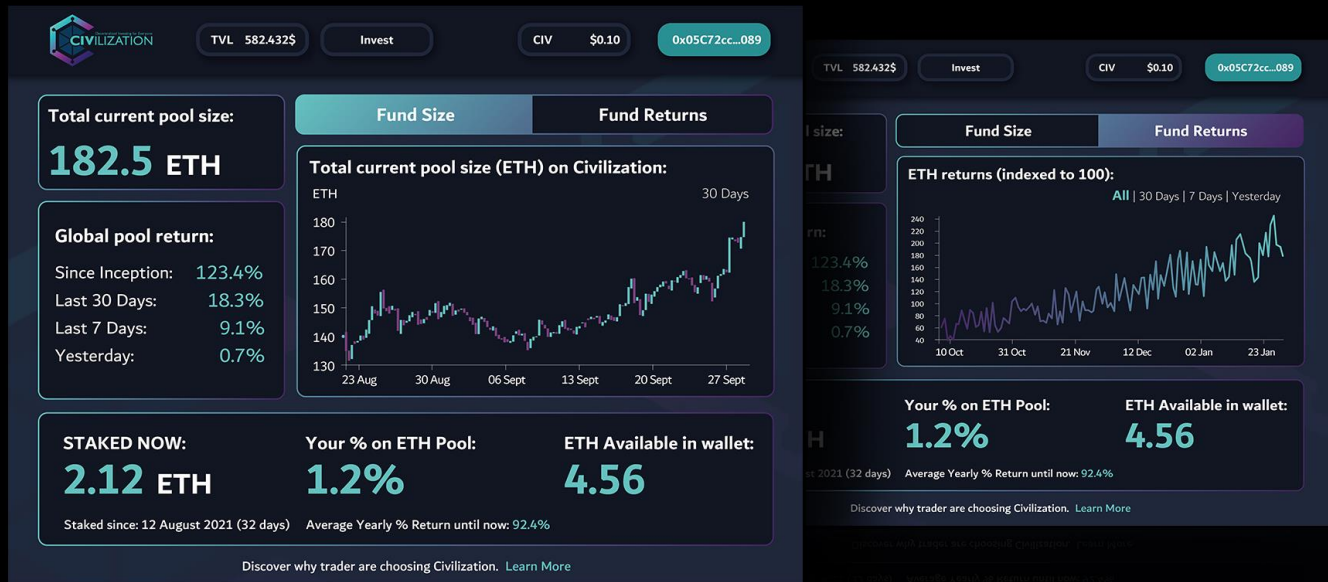 CIVILIZATION
TVL 582.432$
Invest
CIV $0.10
0x05C72cc...089
Total current pool size:
182.5 ETH
Global pool return:
Since Inception: 123.4%
Last 30 Days: 18.3%
Last 7 Days: 9.1%
Yesterday: 0.7%
Fund Size
Fund Returns
Total current pool size (ETH) on Civilization:
ETH
30 Days
180
170
160
150
140
130
23 Aug 30 Aug 06 Sept 13 Sept 20 Sept 27 Sept
STAKED NOW:
2.12 ETH
Staked since: 12 August 2021 (32 days)
Your % on ETH Pool:
1.2%
Average Yearly % Return until now: 92.4%
ETH Available in wallet:
4.56
Discover why trader are choosing Civilization. Learn More
TVL 582.432$
Invest
CIV $0.10
0x05C72cc...089
l size:
TH
rn:
123.4%
18.3%
9.1%
0.7%
Fund Size
Fund Returns
ETH returns (indexed to 100):
All | 30 Days | 7 Days | Yesterday
240
220
200
180
160
140
120
100
80
60
40
10 Oct 31 Oct 21 Nov 12 Dec 02 Jan 23 Jan
H
st 2021 (32 days)
Your % on ETH Pool:
1.2%
Average Yearly % Return until now: 92.4%
ETH Available in wallet:
4.56
Discover why trader are choosing Civilization. Learn More